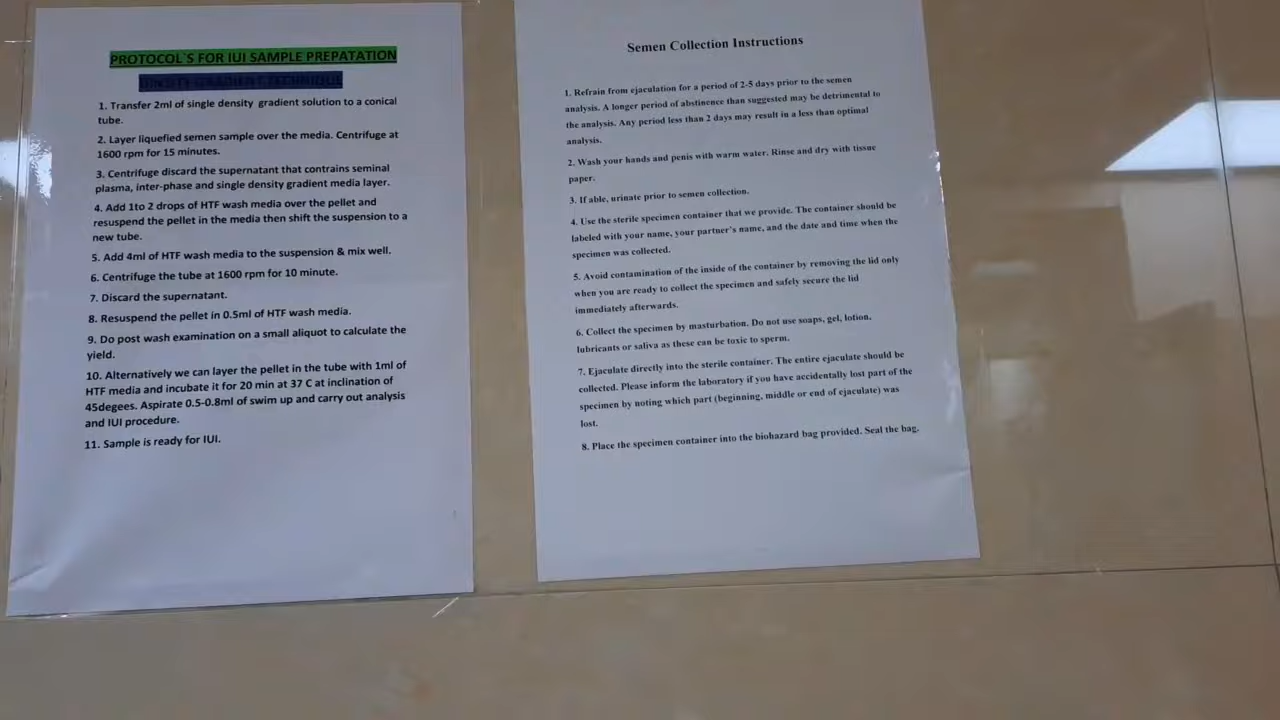 PROTOCOL`S FOR IUI SAMPLE PREPATATION
DENSITY GRADIENT TECHNIQUE
1. Transfer 2ml of single density gradient solution to a conical
tube.
2. Layer liquefied semen sample over the media. Centrifuge at
1600 rpm for 15 minutes.
3. Centrifuge discard the supernatant that contrains seminal
plasma, inter-phase and single density gradient media layer.
4. Add 1to 2 drops of HTF wash media over the pellet and
resuspend the pellet in the media then shift the suspension to a
new tube.
5. Add 4ml of HTF wash media to the suspension & mix well.
6. Centrifuge the tube at 1600 rpm for 10 minute.
7. Discard the supernatant.
8. Resuspend the pellet in 0.5ml of HTF wash media.
9. Do post wash examination on a small aliquot to calculate the
yield.
10. Alternatively we can layer the pellet in the tube with 1ml of
HTF media and incubate it for 20 min at 37 C at inclination of
45degees. Aspirate 0.5-0.8ml of swim up and carry out analysis
and IUI procedure.
11. Sample is ready for IUI.
Semen Collection Instructions
1. Refrain from ejaculation for a period of 2-5 days prior to the semen
analysis. A longer period of abstinence than suggested may be detrimental to
the analysis. Any period less than 2 days may result in a less than optimal
analysis.
2. Wash your hands and penis with warm water. Rinse and dry with tissue
paper.
3. If able, urinate prior to semen collection.
4. Use the sterile specimen container that we provide. The container should be
labeled with your name, your partner's name, and the date and time when the
specimen was collected.
5. Avoid contamination of the inside of the container by removing the lid only
when you are ready to collect the specimen and safely secure the lid
immediately afterwards.
6. Collect the specimen by masturbation. Do not use soaps, gel, lotion,
lubricants or saliva as these can be toxic to sperm.
7. Ejaculate directly into the sterile container. The entire ejaculate should be
collected. Please inform the laboratory if you have accidentally lost part of the
specimen by noting which part (beginning, middle or end of ejaculate) was
lost.
8. Place the specimen container into the biohazard bag provided. Seal the bag.